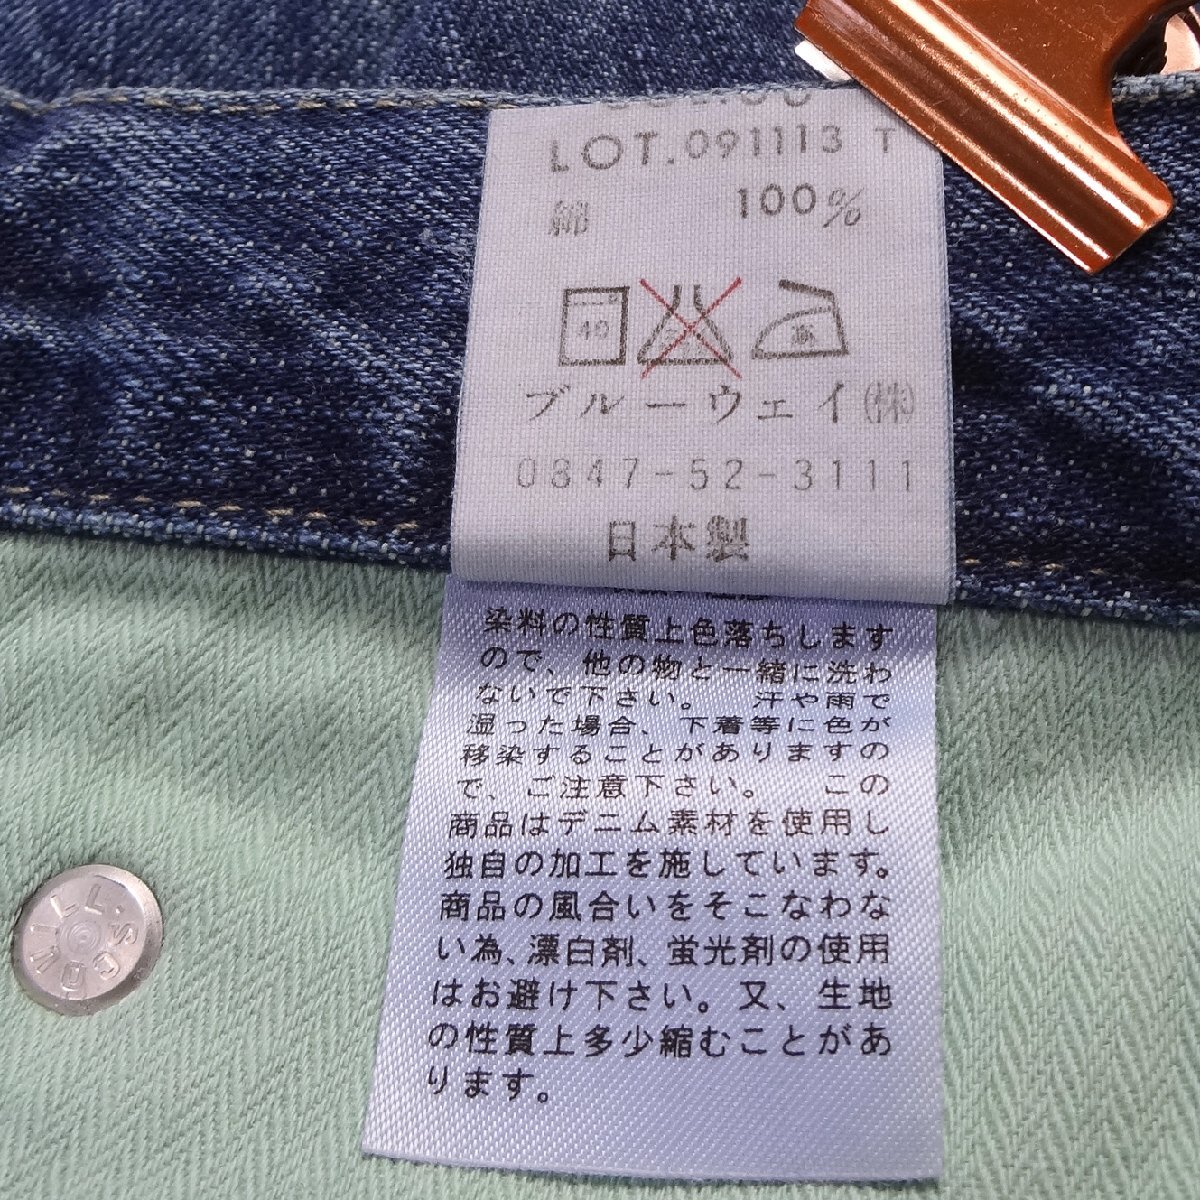 LOT.091113 T
綿 100%
40
ブルーウェイ(株)
0847-52-3111
日本製
染料の性質上色落ちします
ので、他の物と一緒に洗わ
ないで下さい。 汗や雨で
湿った場合、下着等に色が
移染することがありますの
で、ご注意下さい。 この
商品はデニム素材を使用し
独自の加工を施しています。
商品の風合いをそこなわな
い為、漂白剤、蛍光剤の使用
はお避け下さい。又、生地
の性質上多少縮むことがあ
ります。